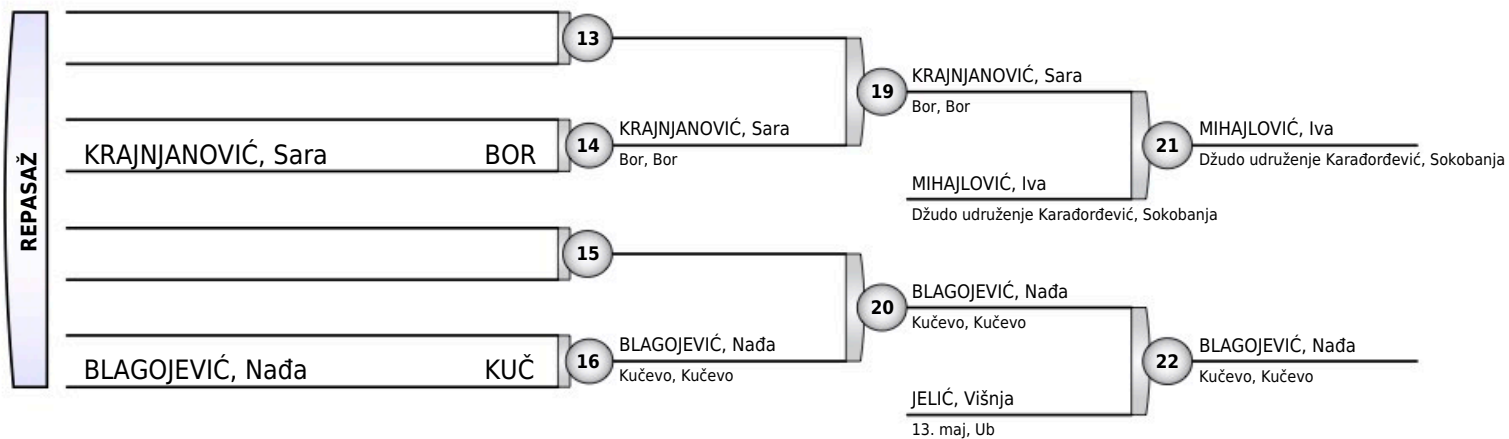 REPASAŽ
13
KRAJNJANOVIĆ, Sara BOR
14
KRAJNJANOVIĆ, Sara
Bor, Bor
19
KRAJNJANOVIĆ, Sara
Bor, Bor
MIHAJLOVIĆ, Iva
Džudo udruženje Karađorđević, Sokobanja
21
MIHAJLOVIĆ, Iva
Džudo udruženje Karađorđević, Sokobanja
15
BLAGOJEVIĆ, Nađa KUČ
16
BLAGOJEVIĆ, Nađa
Kučevo, Kučevo
20
BLAGOJEVIĆ, Nađa
Kučevo, Kučevo
JELIĆ, Višnja
13. maj, Ub
22
BLAGOJEVIĆ, Nađa
Kučevo, Kučevo